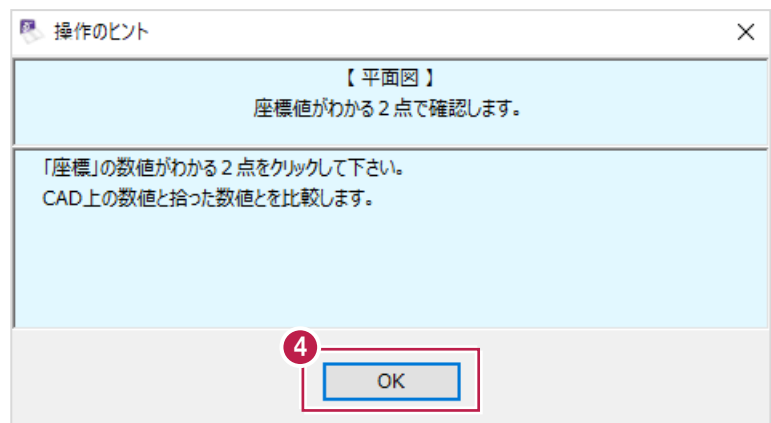 操作のヒント
【 平面図 】
座標値がわかる2点で確認します。
「座標」の数値がわかる2点をクリックして下さい。
CAD上の数値と拾った数値とを比較します。
4
OK